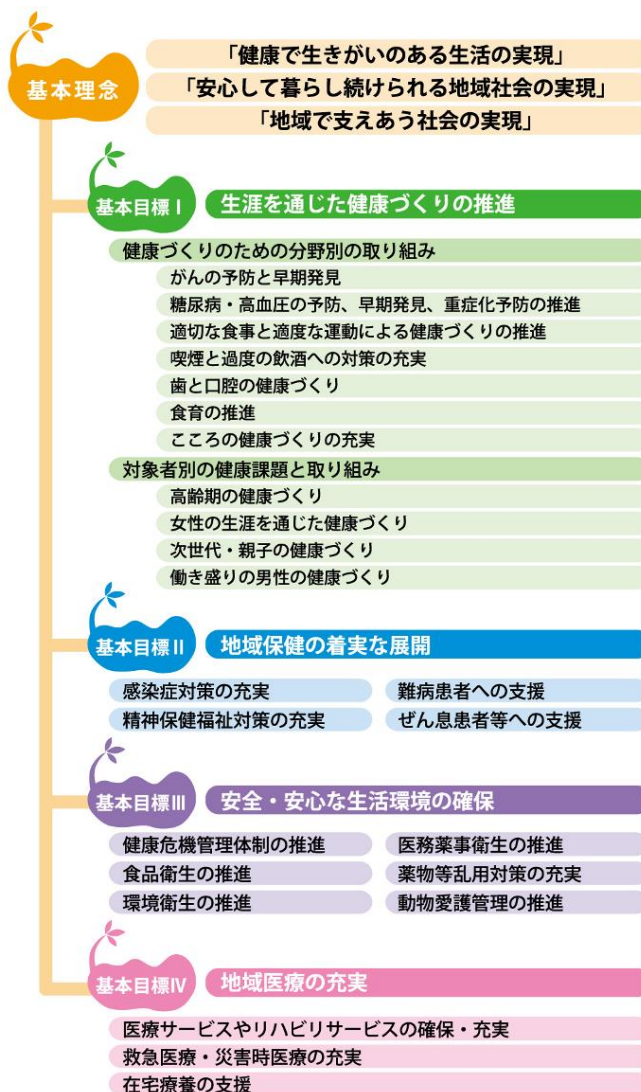 基本理念
「健康で生きがいのある生活の実現」
「安心して暮らし続けられる地域社会の実現」
「地域で支えあう社会の実現」
基本目標Ⅰ
生涯を通じた健康づくりの推進
健康づくりのための分野別の取り組み
がんの予防と早期発見
糖尿病・高血圧の予防、早期発見、重症化予防の推進
適切な食事と適度な運動による健康づくりの推進
喫煙と過度の飲酒への対策の充実
歯と口腔の健康づくり
食育の推進
こころの健康づくりの充実
対象者別の健康課題と取り組み
高齢期の健康づくり
女性の生涯を通じた健康づくり
次世代・親子の健康づくり
働き盛りの男性の健康づくり
基本目標Ⅱ
地域保健の着実な展開
感染症対策の充実
難病患者への支援
精神保健福祉対策の充実
ぜん息患者等への支援
基本目標Ⅲ
安全・安心な生活環境の確保
健康危機管理体制の推進
医務薬事衛生の推進
食品衛生の推進
薬物等乱用対策の充実
環境衛生の推進
動物愛護管理の推進
基本目標Ⅳ
地域医療の充実
医療サービスやリハビリサービスの確保・充実
救急医療・災害時医療の充実
在宅療養の支援